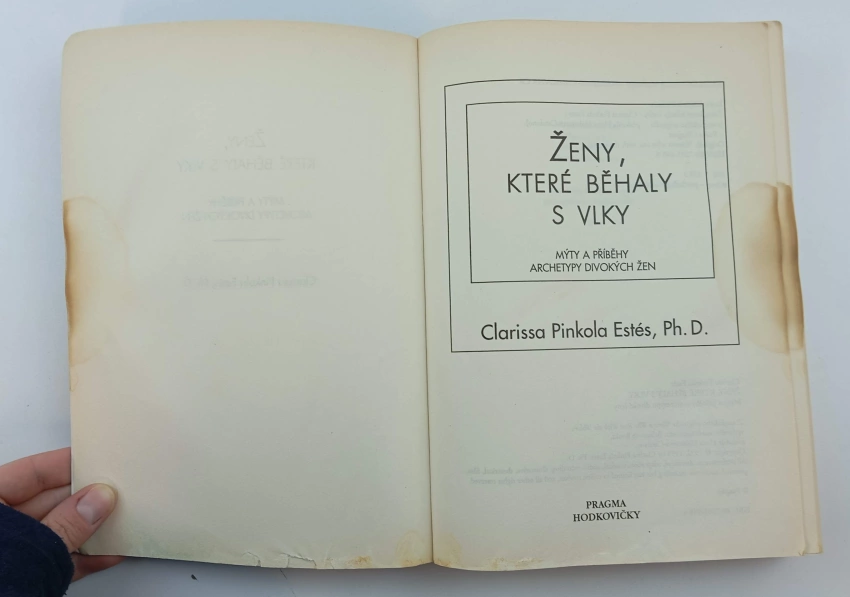 ŽENY,
KTERÉ BĚHALY
S VLKY
MÝTY A PŘÍBĚHY
ARCHETYPY DIVOKÝCH ŽEN
Clarissa Pinkola Estés, Ph. D.
PRAGMA
HODKOVIČKY